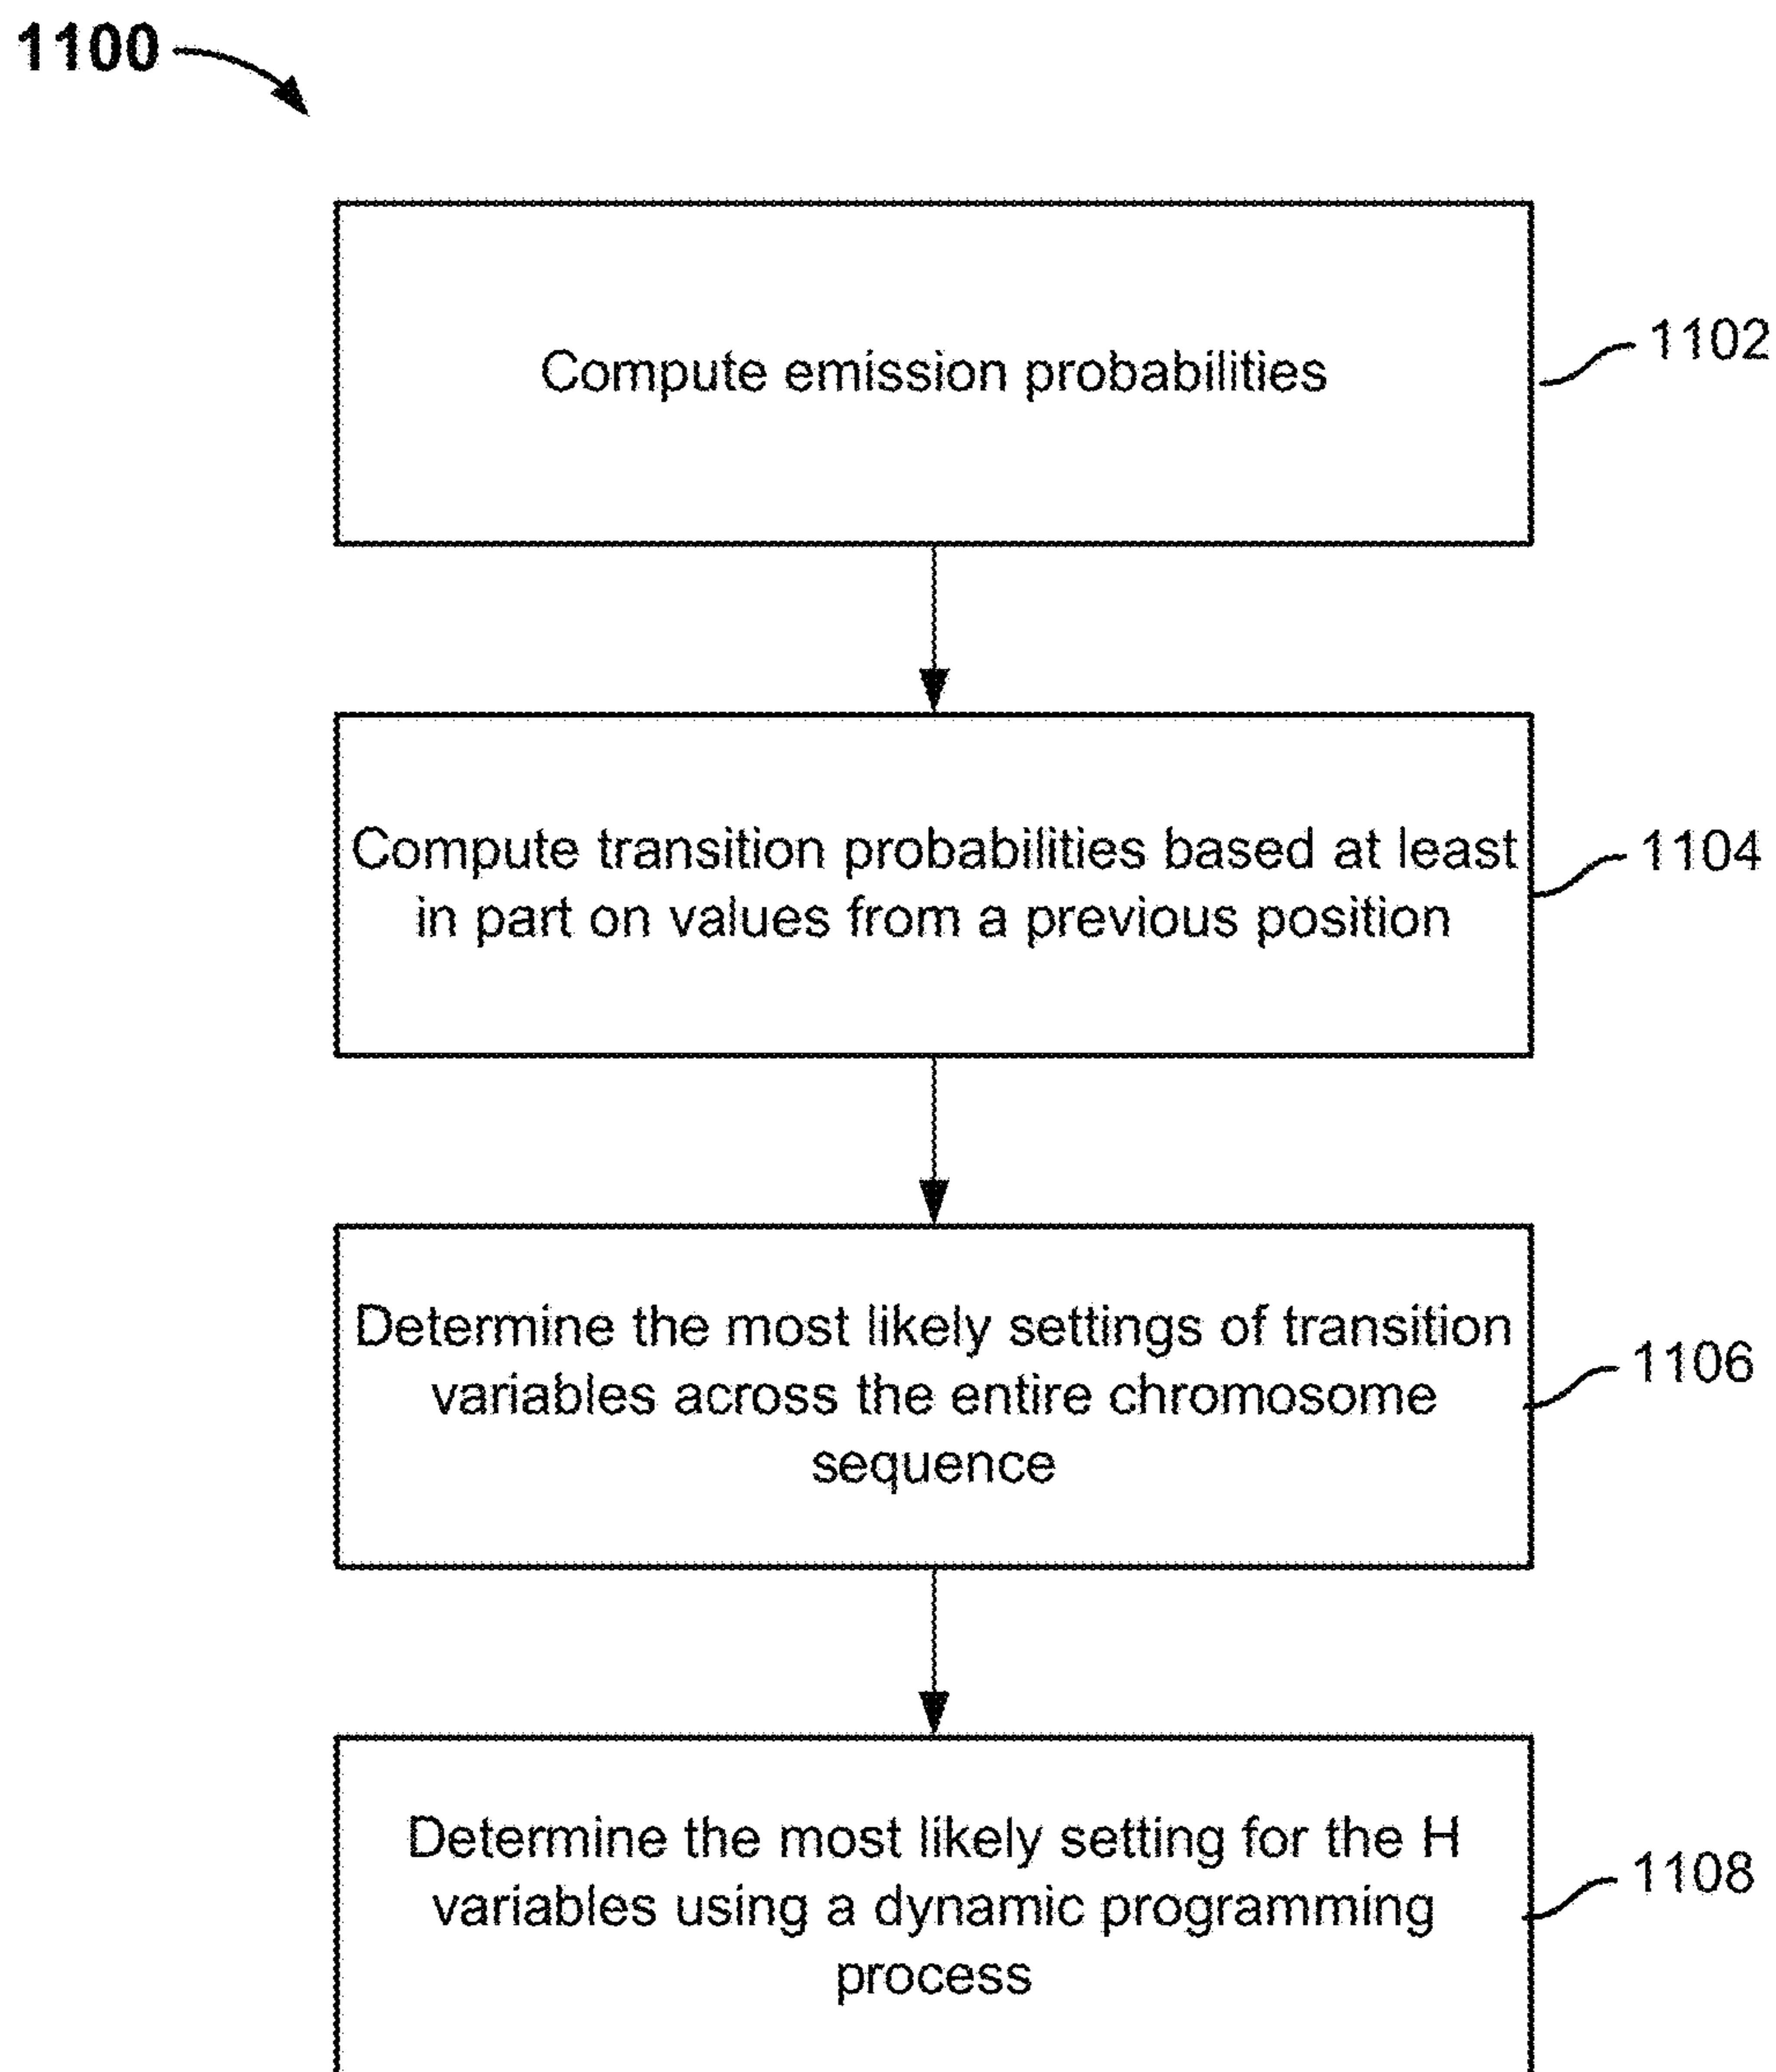 1100
Compute emission probabilities
1102
Compute transition probabilities based at least
in part on values from a previous position
1104
Determine the most likely settings of transition
variables across the entire chromosome
sequence
1106
Determine the most likely setting for the H
variables using a dynamic programming
process
1108